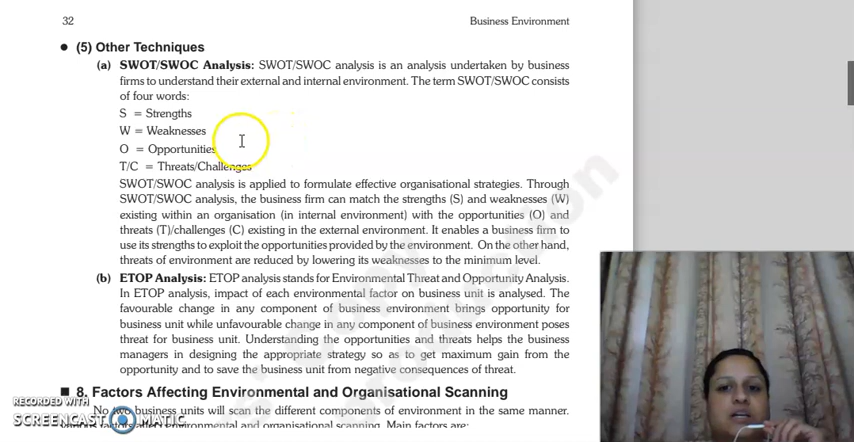 32
Business Environment
(5) Other Techniques
(a) SWOT/SWOC Analysis: SWOT/SWOC analysis is an analysis undertaken by business
firms to understand their external and internal environment. The term SWOT/SWOC consists
of four words:
S = Strengths
W = Weaknesses
O = Opportunities
T/C = Threats/Challenges
SWOT/SWOC analysis is applied to formulate effective organisational strategies. Through
SWOT/SWOC analysis, the business firm can match the strengths (S) and weaknesses (W)
existing within an organisation (in internal environment) with the opportunities (O) and
threats (T)/challenges (C) existing in the external environment. It enables a business firm to
use its strengths to exploit the opportunities provided by the environment. On the other hand,
threats of environment are reduced by lowering its weaknesses to the minimum level.
(b) ETOP Analysis: ETOP analysis stands for Environmental Threat and Opportunity Analysis.
In ETOP analysis, impact of each environmental factor on business unit is analysed. The
favourable change in any component of business environment brings opportunity for
business unit while unfavourable change in any component of business environment poses
threat for business unit. Understanding the opportunities and threats helps the business
managers in designing the appropriate strategy so as to get maximum gain from the
opportunity and to save the business unit from negative consequences of threat.
8. Factors Affecting Environmental and Organisational Scanning
No two business units will scan the different components of environment in the same manner.
factors affect environmental and organisational scanning. Main factors are:
RECORDED WITH
SCREENCAST MATIC